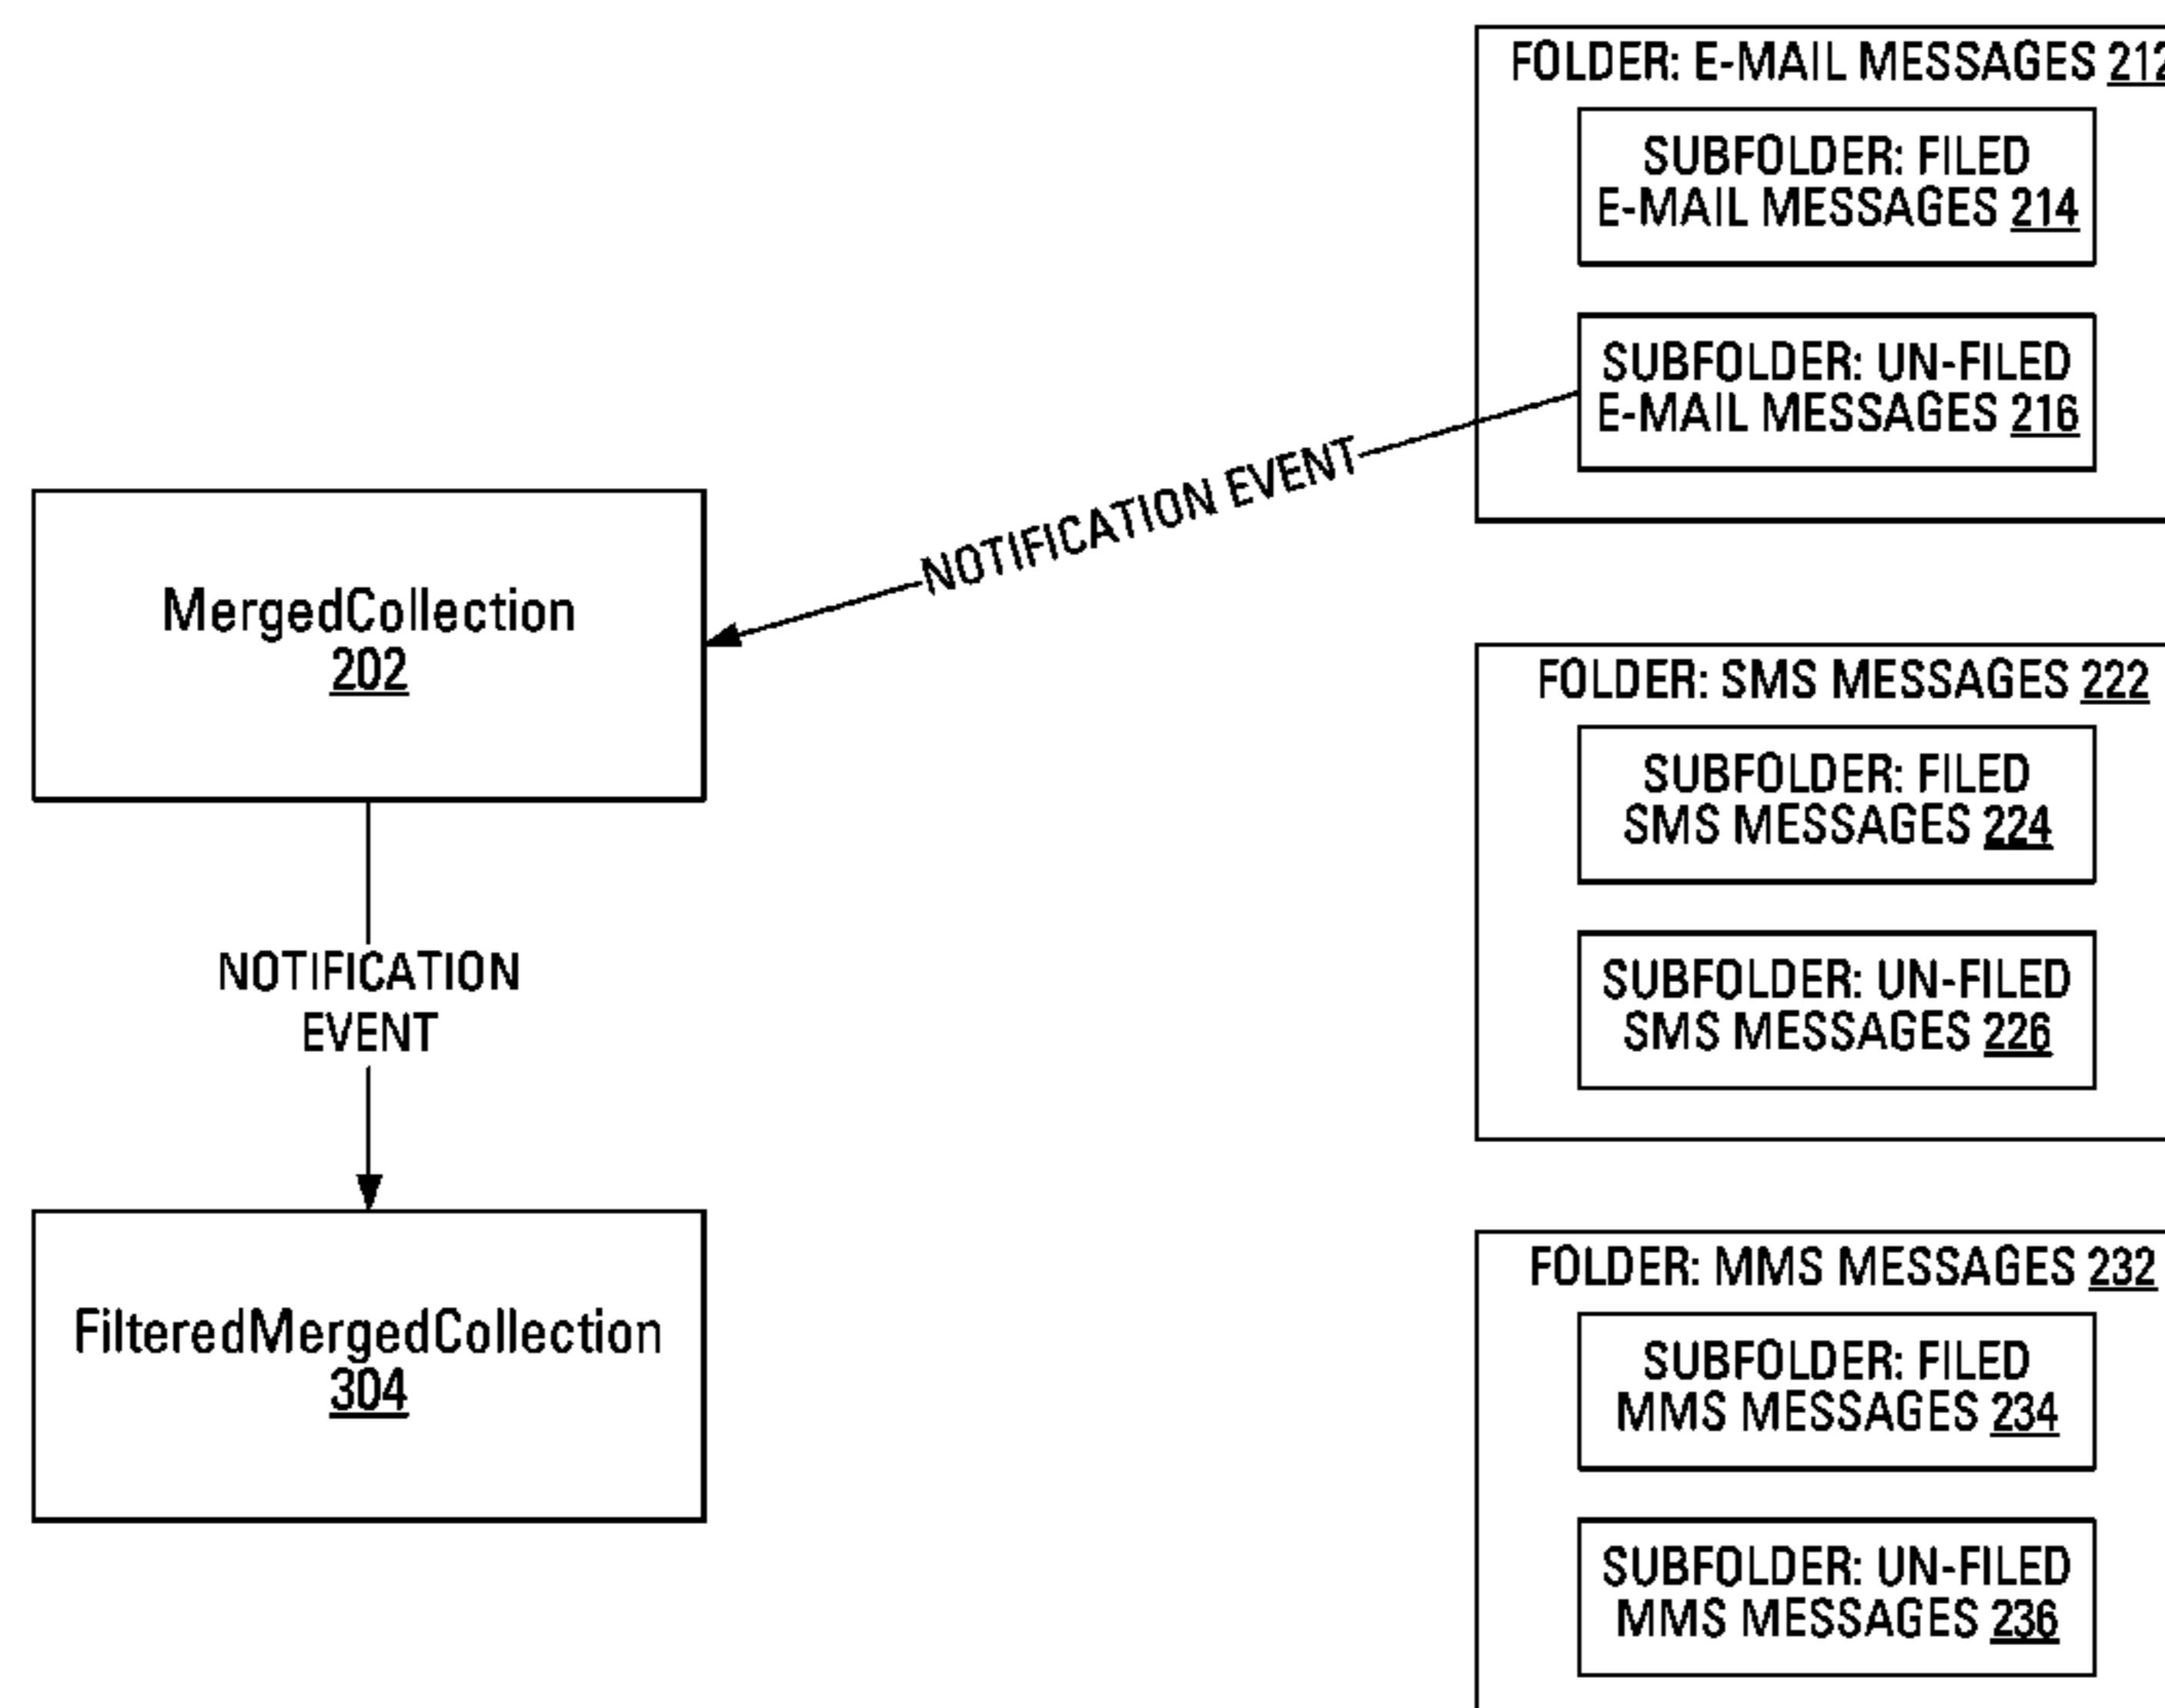 FOLDER: E-MAIL MESSAGES 212
SUBFOLDER: FILED
E-MAIL MESSAGES 214
SUBFOLDER: UN-FILED
E-MAIL MESSAGES 216
NOTIFICATION EVENT
MergedCollection
202
NOTIFICATION
EVENT
FilteredMergedCollection
304
FOLDER: SMS MESSAGES 222
SUBFOLDER: FILED
SMS MESSAGES 224
SUBFOLDER: UN-FILED
SMS MESSAGES 226
FOLDER: MMS MESSAGES 232
SUBFOLDER: FILED
MMS MESSAGES 234
SUBFOLDER: UN-FILED
MMS MESSAGES 236